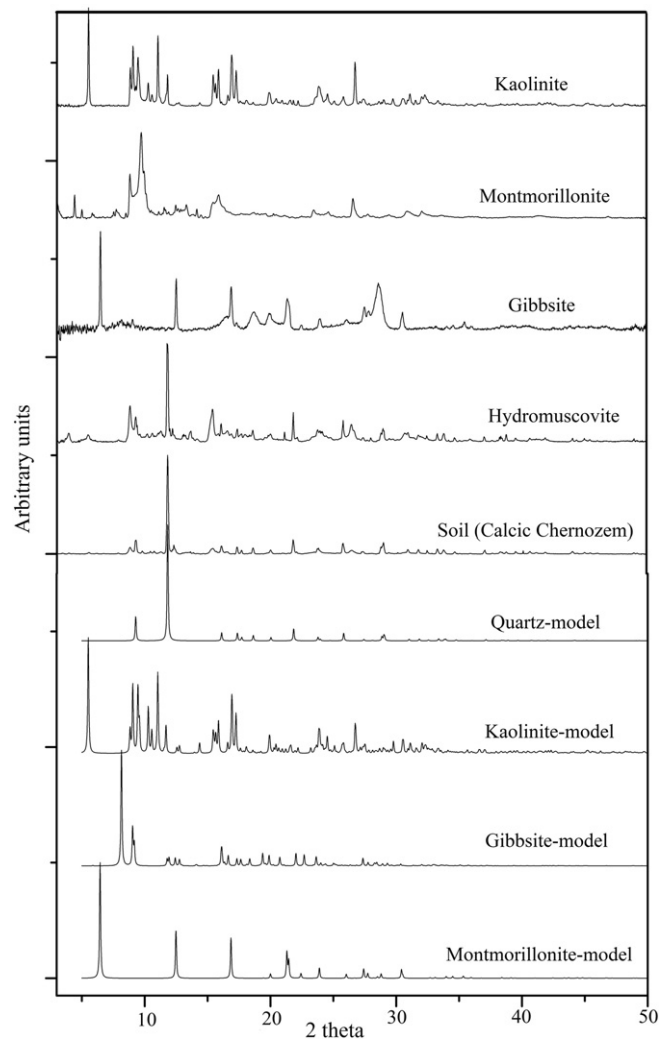 Kaolinite
Montmorillonite
Gibbsite
Hydromuscovite
Soil (Calcic Chernozem)
Quartz-model
Kaolinite-model
Gibbsite-model
Montmorillonite-model
Arbitrary units
10 20 30 40 50
2 theta